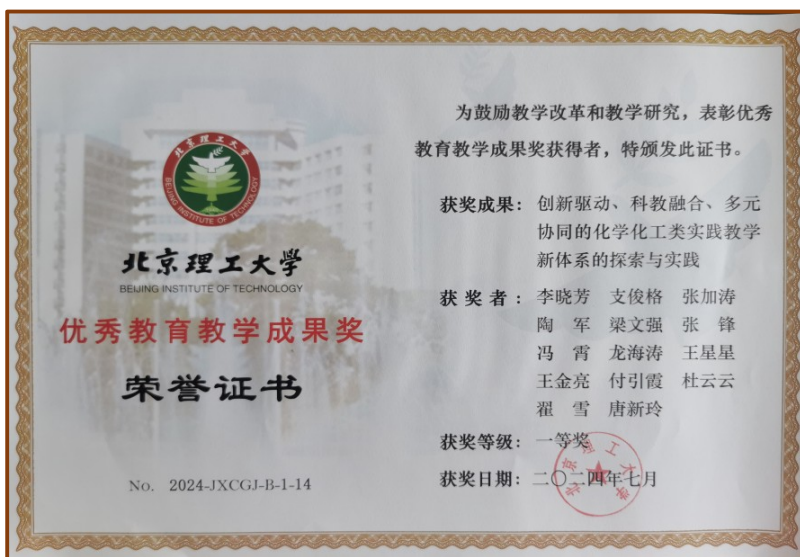 北京理工大学
BEIJING INSTITUTE OF TECHNOLOGY
北京理工大学
BEIJING INSTITUTE OF TECHNOLOGY
优秀教育教学成果奖
荣誉证书
No. 2024-JXCGJ-B-1-14
为鼓励教学改革和教学研究，表彰优秀
教育教学成果奖获得者，特颁发此证书。
获奖成果：创新驱动、科教融合、多元
协同的化学化工类实践教学
新体系的探索与实践
获奖者：李晓芳 支俊格 张加涛
陶军 梁文强 张锋
冯霄 龙海涛 王星星
王金亮 付引霞 杜云云
翟雪 唐新玲
获奖等级：一等奖
获奖日期：二〇二四年七月
北京理工大学